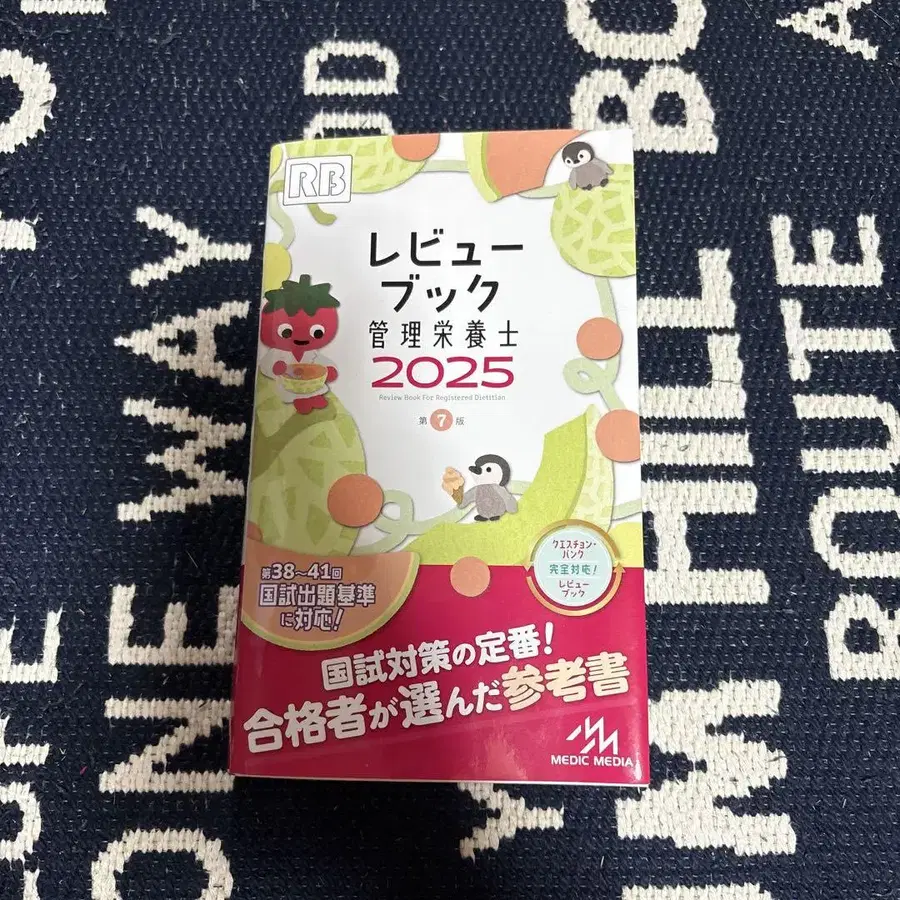 RB
レビュー
ブック
管理栄養士
2025
Review Book For Registered Dietitian
第7版
クエスチョン・
バンク
完全対応!
レビュー
ブック
第38～41回
国試出題基準
に対応!
国試対策の定番!
合格者が選んだ参考書
MEDIC MEDIA
WAY
ONE
HILL
ROUTE